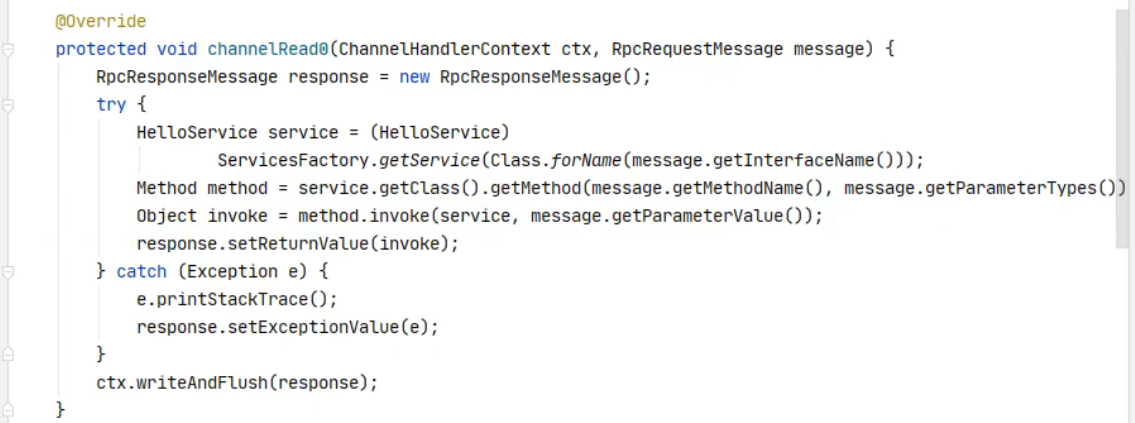 @Override
protected void channelRead0(ChannelHandlerContext ctx, RpcRequestMessage message) {
RpcResponseMessage response = new RpcResponseMessage();
try {
HelloService service = (HelloService)
ServicesFactory.getService(Class.forName(message.getInterfaceName()));
Method method = service.getClass().getMethod(message.getMethodName(), message.getParameterTypes())
Object invoke = method.invoke(service, message.getParameterValue());
response.setReturnValue(invoke);
} catch (Exception e) {
e.printStackTrace();
response.setExceptionValue(e);
}
ctx.writeAndFlush(response);
}